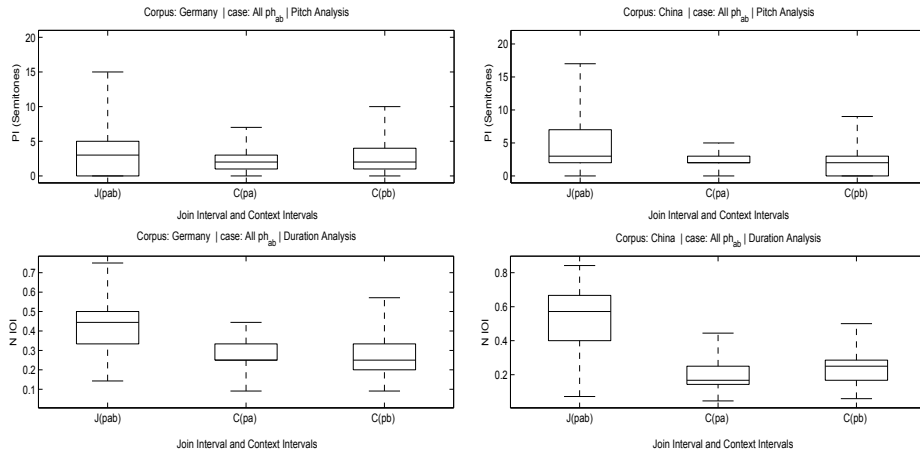 Corpus: Germany | case: All ph_ab | Pitch Analysis
20
15
10
5
0
PI (Semitones)
J(pab) C(pa) C(pb)
Join Interval and Context Intervals
Corpus: China | case: All ph_ab | Pitch Analysis
20
15
10
5
0
PI (Semitones)
J(pab) C(pa) C(pb)
Join Interval and Context Intervals
Corpus: Germany | case: All ph_ab | Duration Analysis
0.7
0.6
0.5
0.4
0.3
0.2
0.1
N IOI
J(pab) C(pa) C(pb)
Join Interval and Context Intervals
Corpus: China | case: All ph_ab | Duration Analysis
0.8
0.6
0.4
0.2
N IOI
J(pab) C(pa) C(pb)
Join Interval and Context Intervals